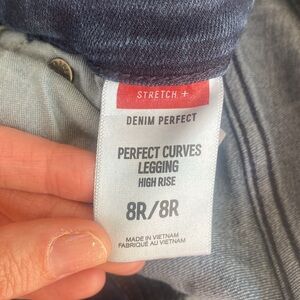 STRETCH +
DENIM PERFECT
PERFECT CURVES
LEGGING
HIGH RISE
8R/8R
MADE IN VIETNAM
FABRIQUÉ AU VIETNAM